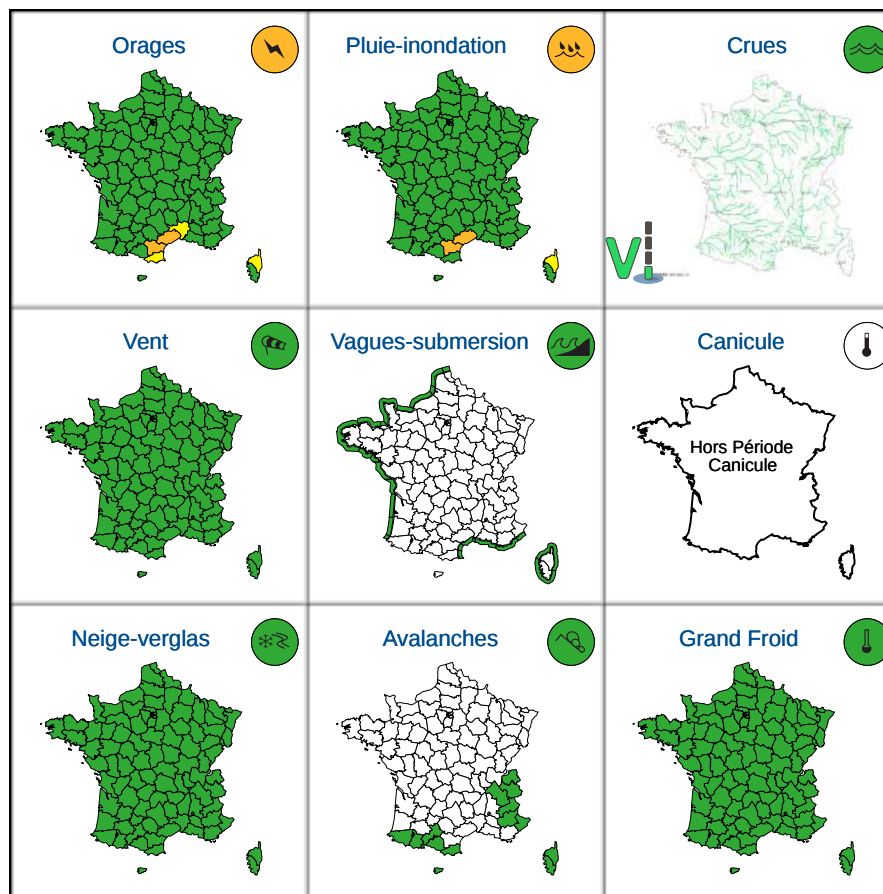 Orages
Pluie-inondation
Crues
Vent
Vagues-submersion
Canicule
Hors Période
Canicule
Neige-verglas
Avalanches
Grand Froid